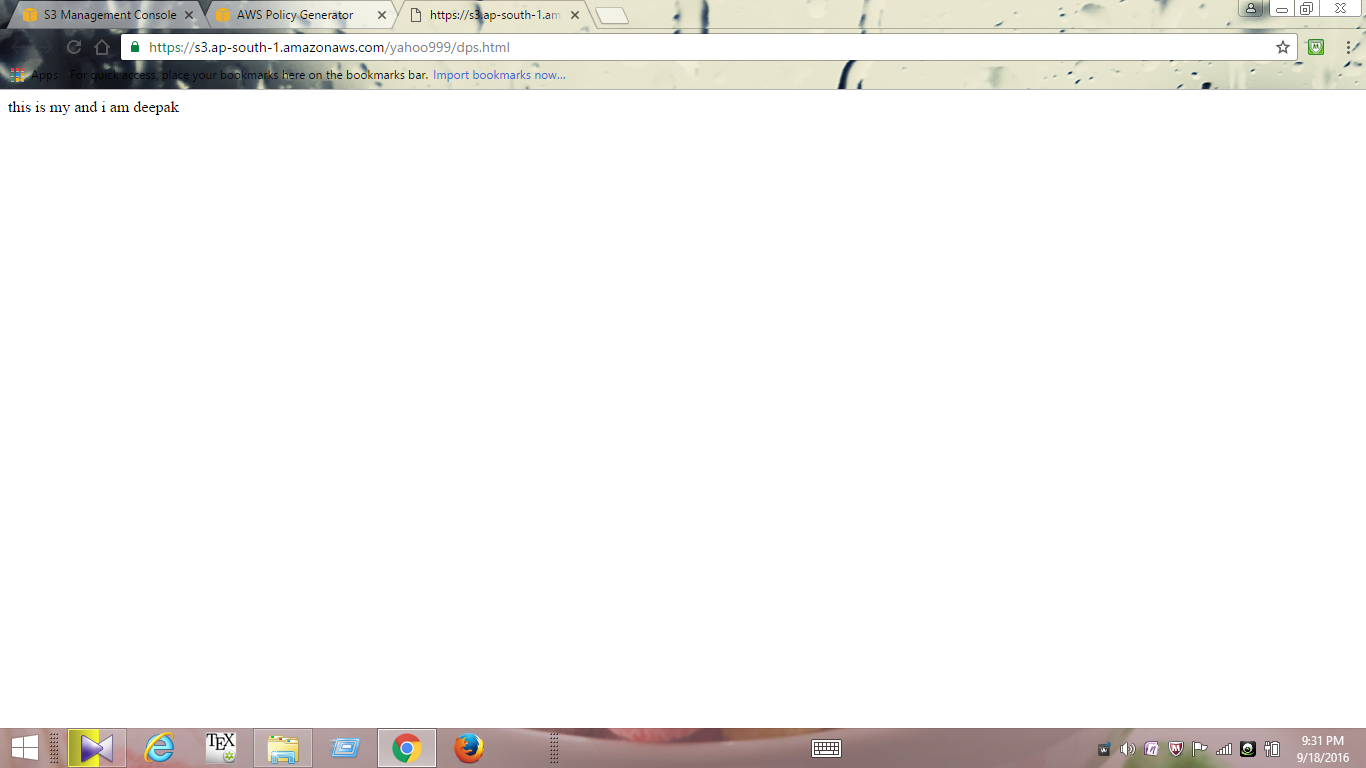 S3 Management Console
AWS Policy Generator
https://s3.ap-south-1.am
https://s3.ap-south-1.amazonaws.com/yahoo999/dps.html
Apps
For quick access, place your bookmarks here on the bookmarks bar. Import bookmarks now...
this is my and i am deepak
TEX
9:31 PM
9/18/2016